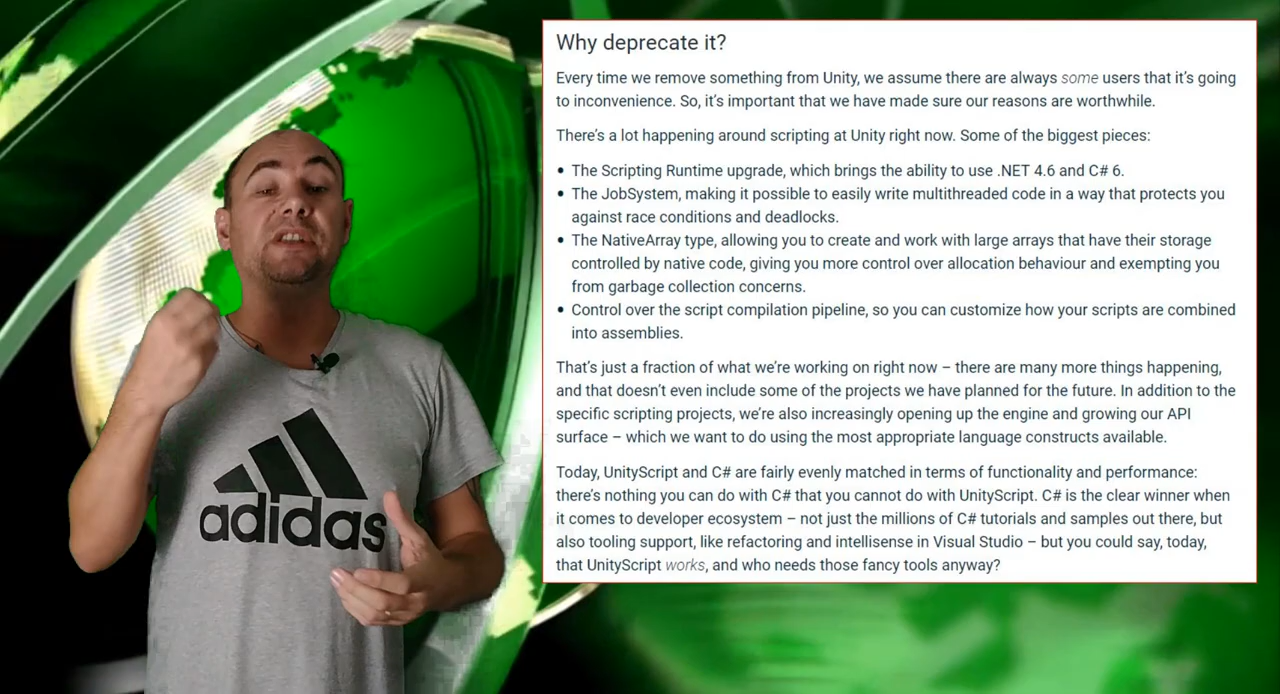 Why deprecate it?
Every time we remove something from Unity, we assume there are always some users that it's going
to inconvenience. So, it's important that we have made sure our reasons are worthwhile.
There's a lot happening around scripting at Unity right now. Some of the biggest pieces:
• The Scripting Runtime upgrade, which brings the ability to use .NET 4.6 and C# 6.
• The JobSystem, making it possible to easily write multithreaded code in a way that protects you
against race conditions and deadlocks.
• The NativeArray type, allowing you to create and work with large arrays that have their storage
controlled by native code, giving you more control over allocation behaviour and exempting you
from garbage collection concerns.
• Control over the script compilation pipeline, so you can customize how your scripts are combined
into assemblies.
That's just a fraction of what we're working on right now – there are many more things happening,
and that doesn't even include some of the projects we have planned for the future. In addition to the
specific scripting projects, we're also increasingly opening up the engine and growing our API
surface – which we want to do using the most appropriate language constructs available.
Today, UnityScript and C# are fairly evenly matched in terms of functionality and performance:
there's nothing you can do with C# that you cannot do with UnityScript. C# is the clear winner when
it comes to developer ecosystem – not just the millions of C# tutorials and samples out there, but
also tooling support, like refactoring and intellisense in Visual Studio – but you could say, today,
that UnityScript works, and who needs those fancy tools anyway?
adidas